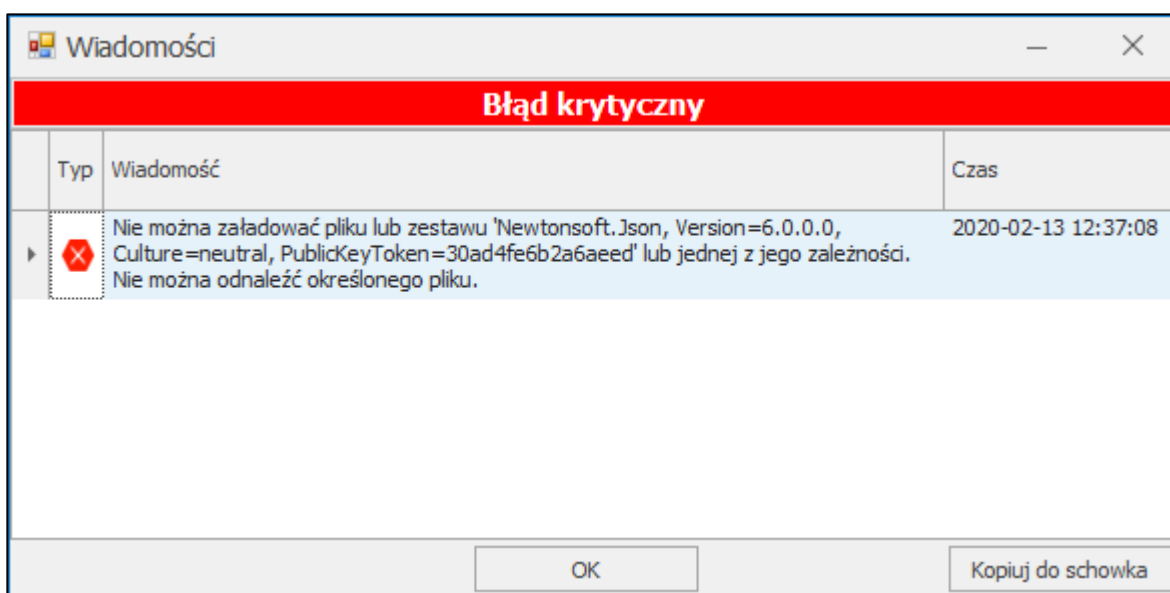 Wiadomości
Błąd krytyczny
Typ Wiadomość Czas
Nie można załadować pliku lub zestawu 'Newtonsoft.Json, Version=6.0.0.0, 2020-02-13 12:37:08
Culture=neutral, PublicKeyToken=30ad4fe6b2a6aeed' lub jednej z jego zależności.
Nie można odnaleźć określonego pliku.
OK Kopiuj do schowka